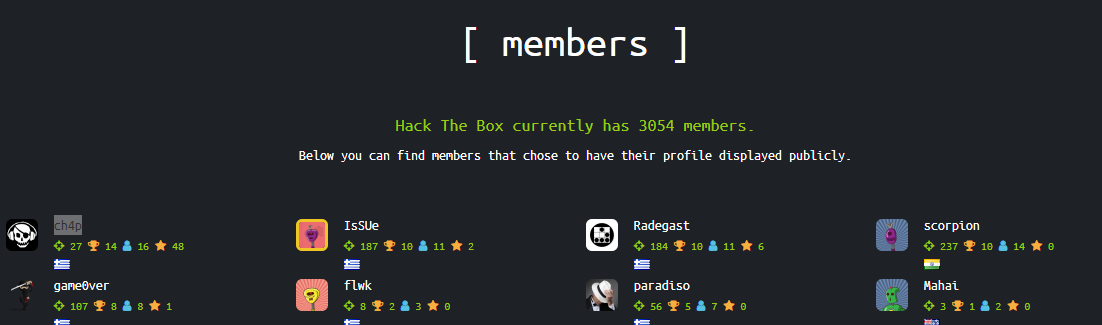 [ members ]
Hack The Box currently has 3054 members.
Below you can find members that chose to have their profile displayed publicly.
ch4p IsSUe Radegast scorpion
27 14 16 48 187 10 11 2 184 10 11 6 237 10 14 0
game0ver flwk paradiso Mahai
107 8 8 1 8 2 3 0 56 5 7 0 3 1 2 0